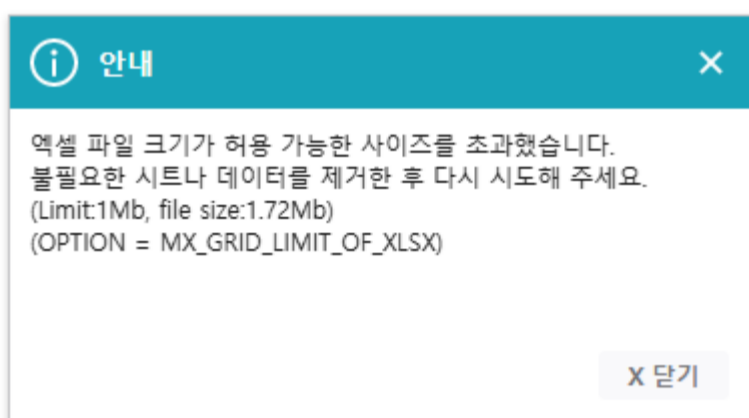 안내
엑셀 파일 크기가 허용 가능한 사이즈를 초과했습니다.
불필요한 시트나 데이터를 제거한 후 다시 시도해 주세요.
(Limit:1Mb, file size:1.72Mb)
(OPTION = MX_GRID_LIMIT_OF_XLSX)
X 닫기